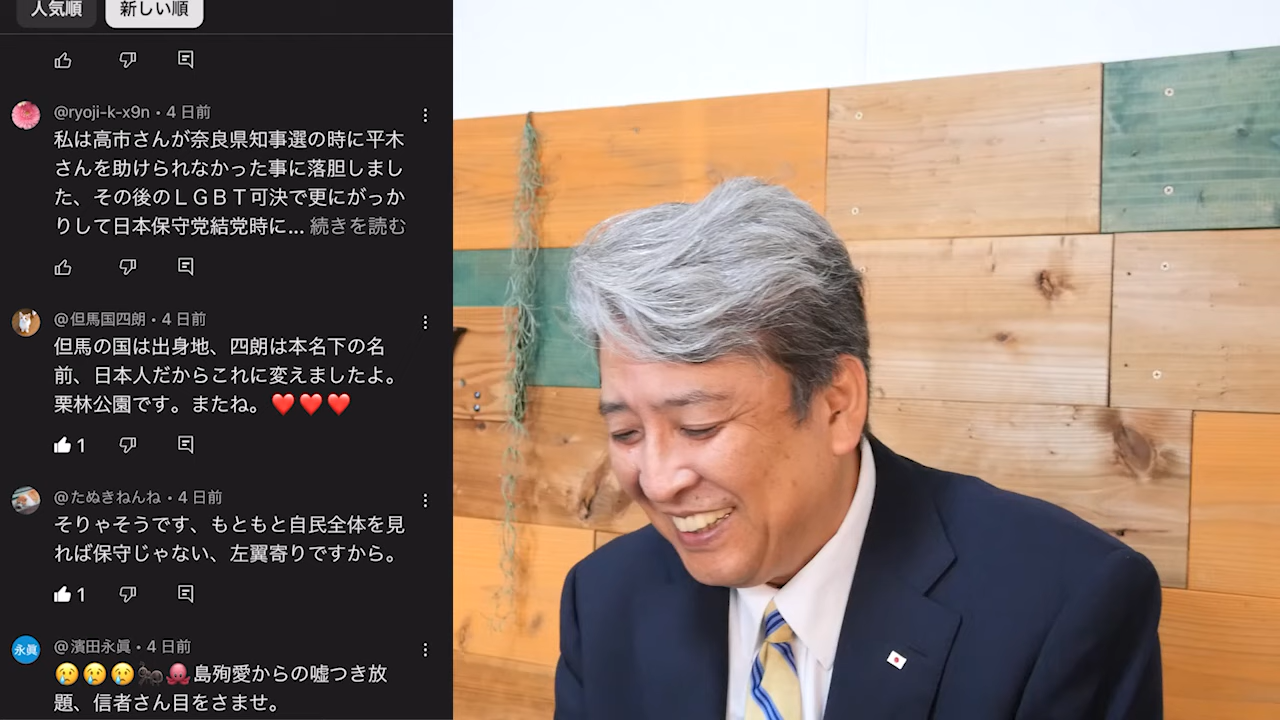 人気順
新しい順
@ryoji-k-x9n・4 日前
私は高市さんが奈良県知事選の時に平木
さんを助けられなかった事に落胆しまし
た、その後のＬＧＢＴ可決で更にがっか
りして日本保守党結党時に... 続きを読む
@但馬国四朗・4 日前
但馬の国は出身地、四朗は本名下の名
前、日本人だからこれに変えましたよ。
栗林公園です。またね。❤️❤️❤️
1
@たぬきねんね・4 日前
そりゃそうです、もともと自民全体を見
れば保守じゃない、左翼寄りですから。
1
永眞
@濱田永眞・4 日前
😢😢😢🐜🐙島殉愛からの嘘つき放
題、信者さん目をさませ。